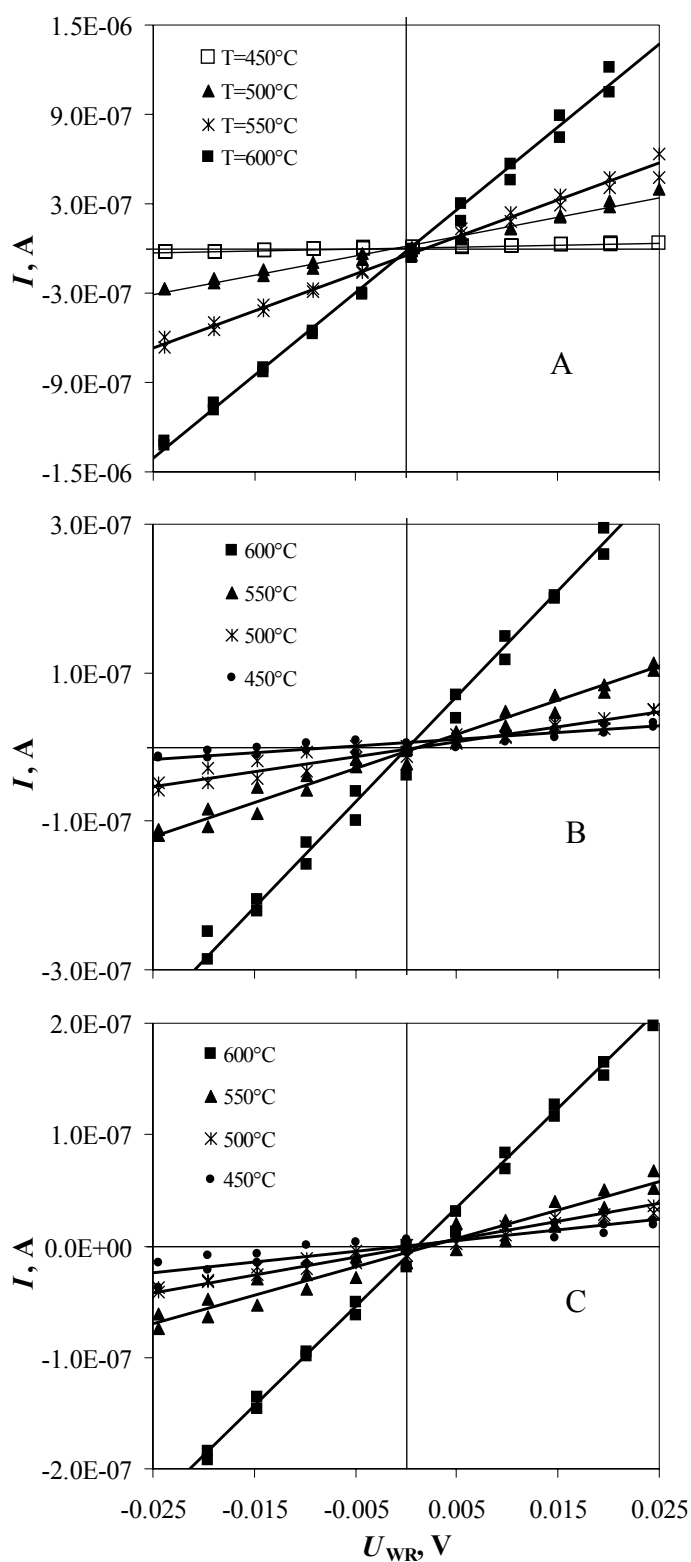 1.5E-06
T=450°C
T=500°C
9.0E-07
T=550°C
T=600°C
3.0E-07
I, A
-3.0E-07
A
-9.0E-07
-1.5E-06
3.0E-07
600°C
550°C
500°C
1.0E-07
450°C
I, A
-1.0E-07
B
-3.0E-07
2.0E-07
600°C
550°C
1.0E-07
500°C
450°C
0.0E+00
I, A
C
-1.0E-07
-2.0E-07
-0.025 -0.015 -0.005 0.005 0.015 0.025
UWR, V